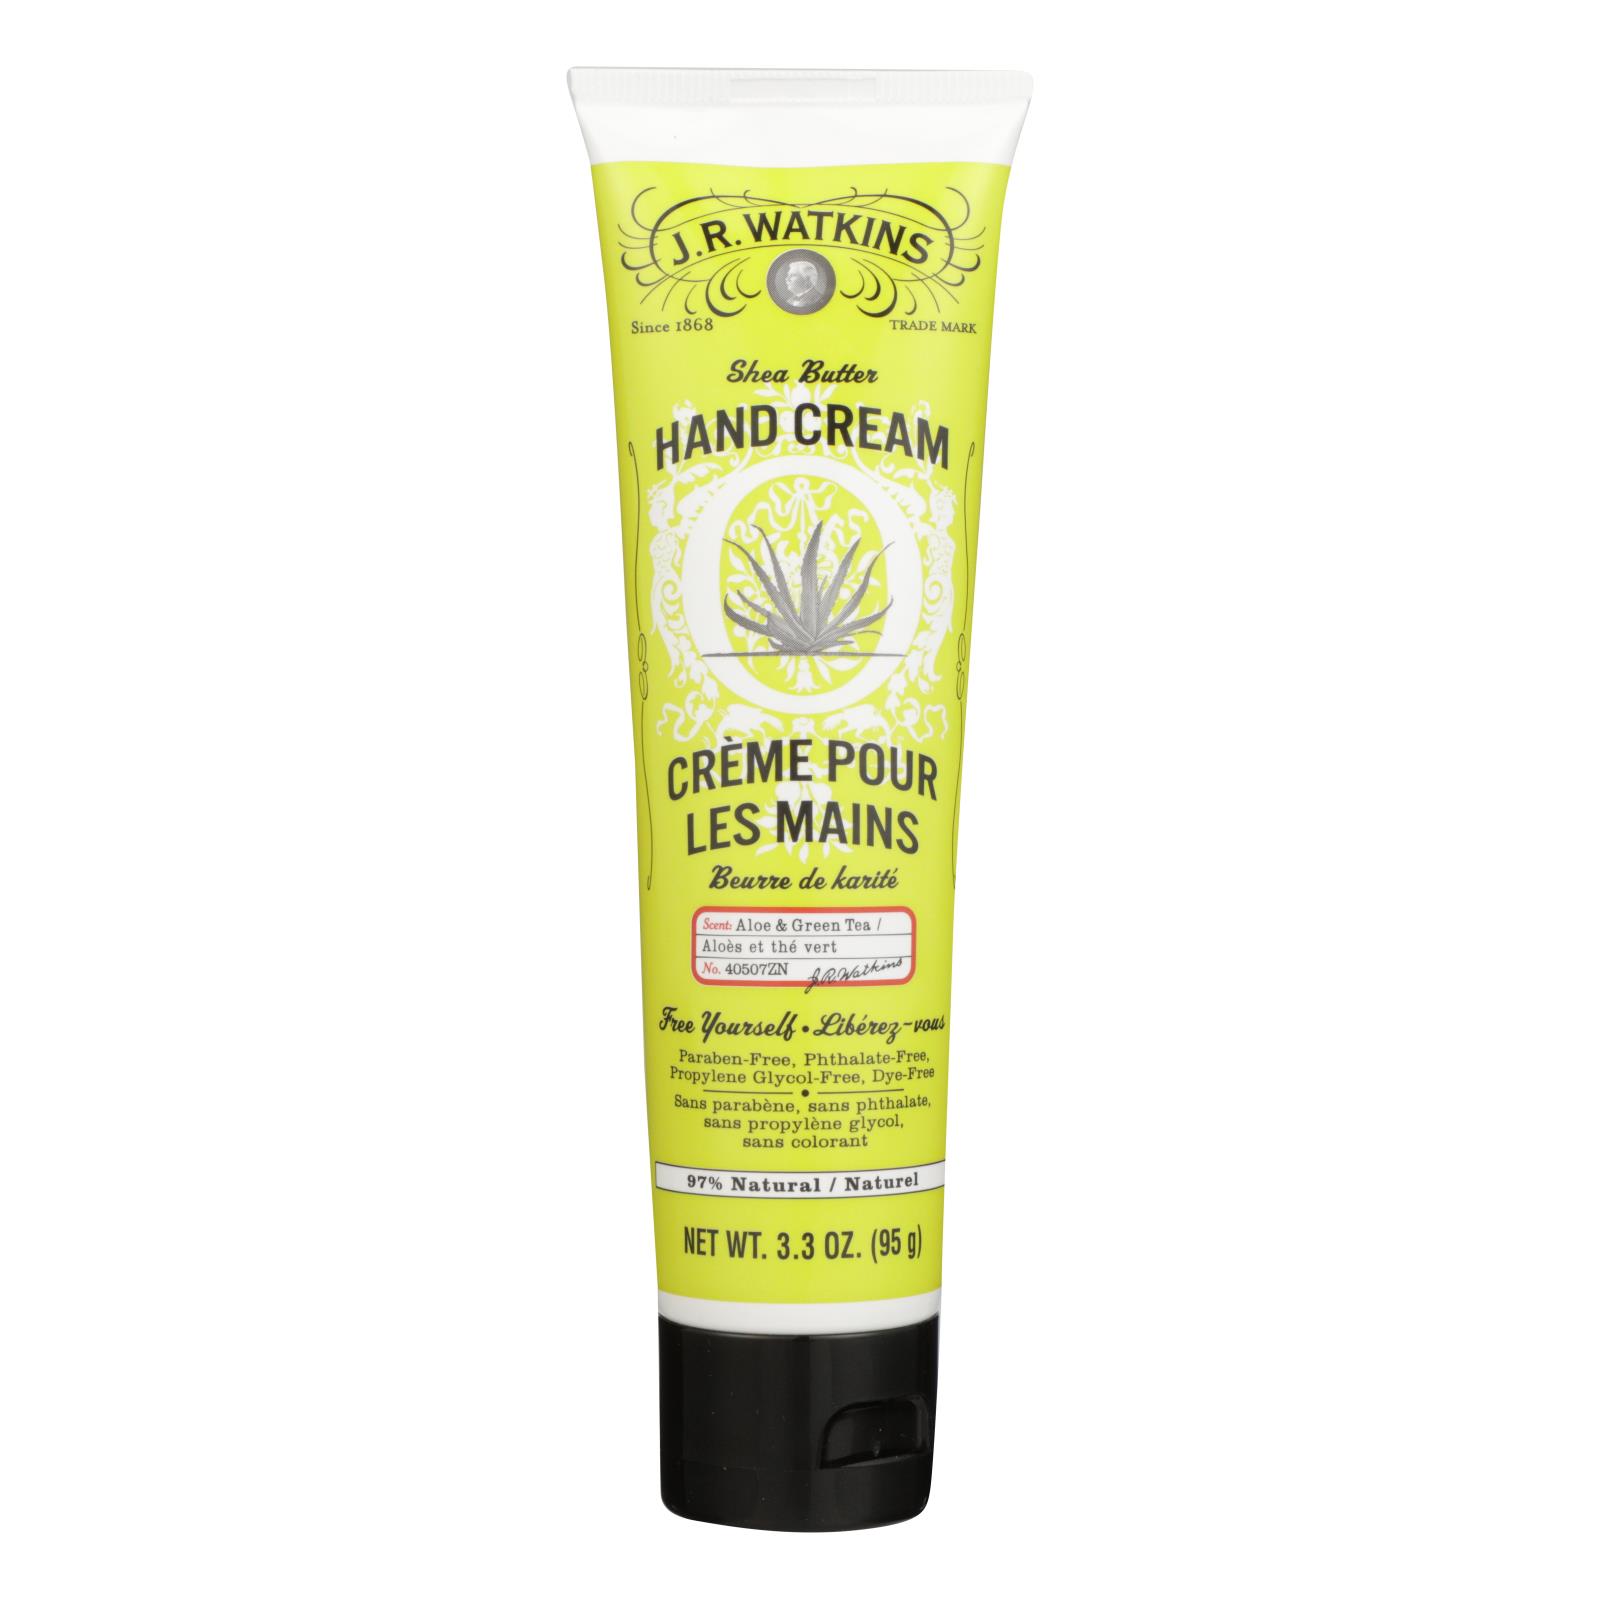 J.R. WATKINS
Since 1868 TRADE MARK
Shea Butter
HAND CREAM
CRÈME POUR
LES MAINS
Beurre de karité
Scent: Aloe & Green Tea /
Aloès et thé vert
No. 40507ZN J.R. Watkins
Free Yourself • Libérez-vous
Paraben-Free, Phthalate-Free,
Propylene Glycol-Free, Dye-Free
Sans parabène, sans phthalate,
sans propylène glycol,
sans colorant
97% Natural / Naturel
NET WT. 3.3 OZ. (95 g)